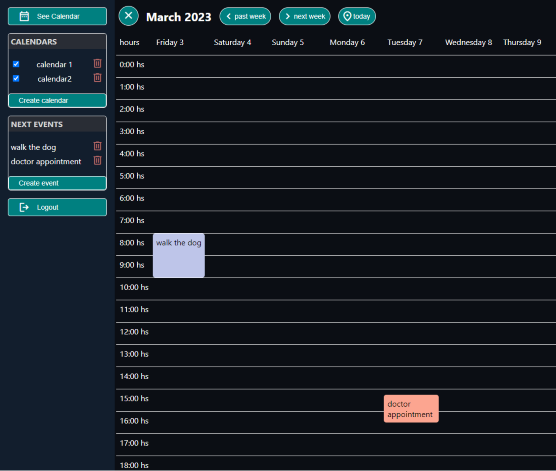 See Calendar
CALENDARS
calendar 1
calendar2
Create calendar
NEXT EVENTS
walk the dog
doctor appointment
Create event
Logout
March 2023
past week
next week
today
hours Friday 3 Saturday 4 Sunday 5 Monday 6 Tuesday 7 Wednesday 8 Thursday 9
0:00 hs
1:00 hs
2:00 hs
3:00 hs
4:00 hs
5:00 hs
6:00 hs
7:00 hs
8:00 hs
walk the dog
9:00 hs
10:00 hs
11:00 hs
12:00 hs
13:00 hs
14:00 hs
15:00 hs
doctor
appointment
16:00 hs
17:00 hs
18:00 hs